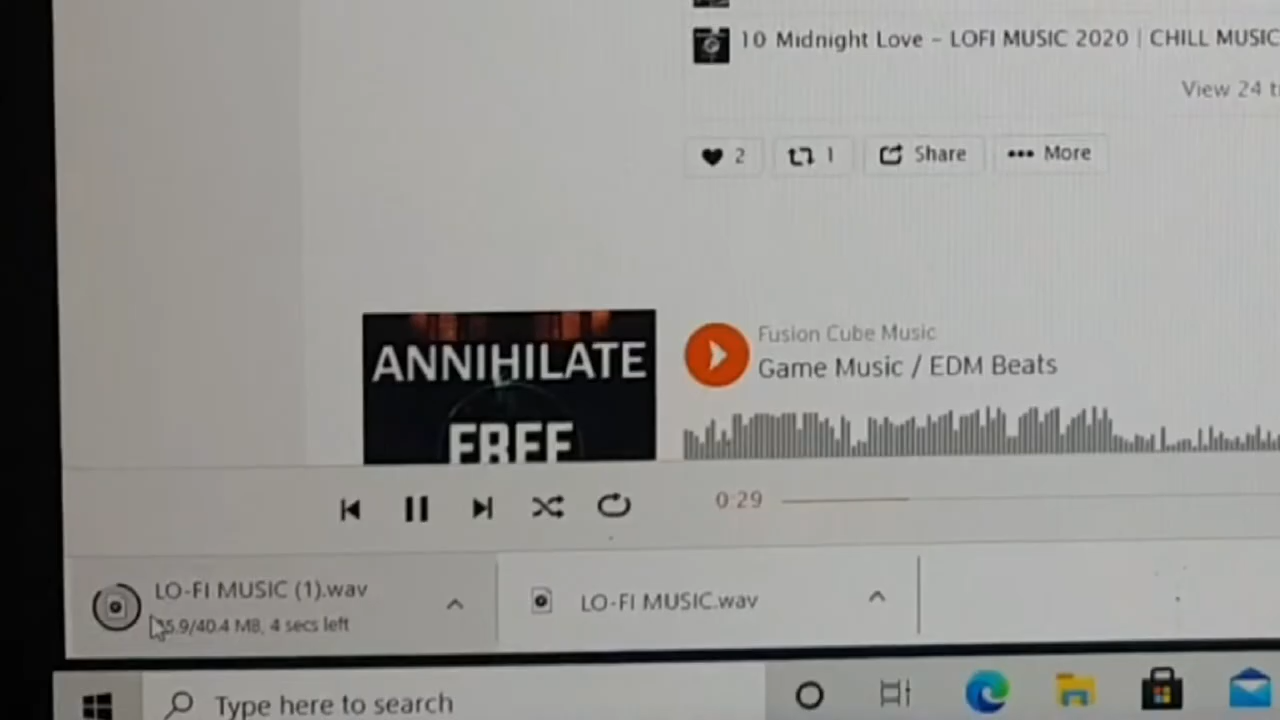 10 Midnight Love – LOFI MUSIC 2020 | CHILL MUSIC
View 24
2
1
Share
More
ANNIHILATE
FREE
Fusion Cube Music
Game Music / EDM Beats
0:29
LO-FI MUSIC (1).wav
5.9/40.4 MB, 4 secs left
LO-FI MUSIC.wav
Type here to search